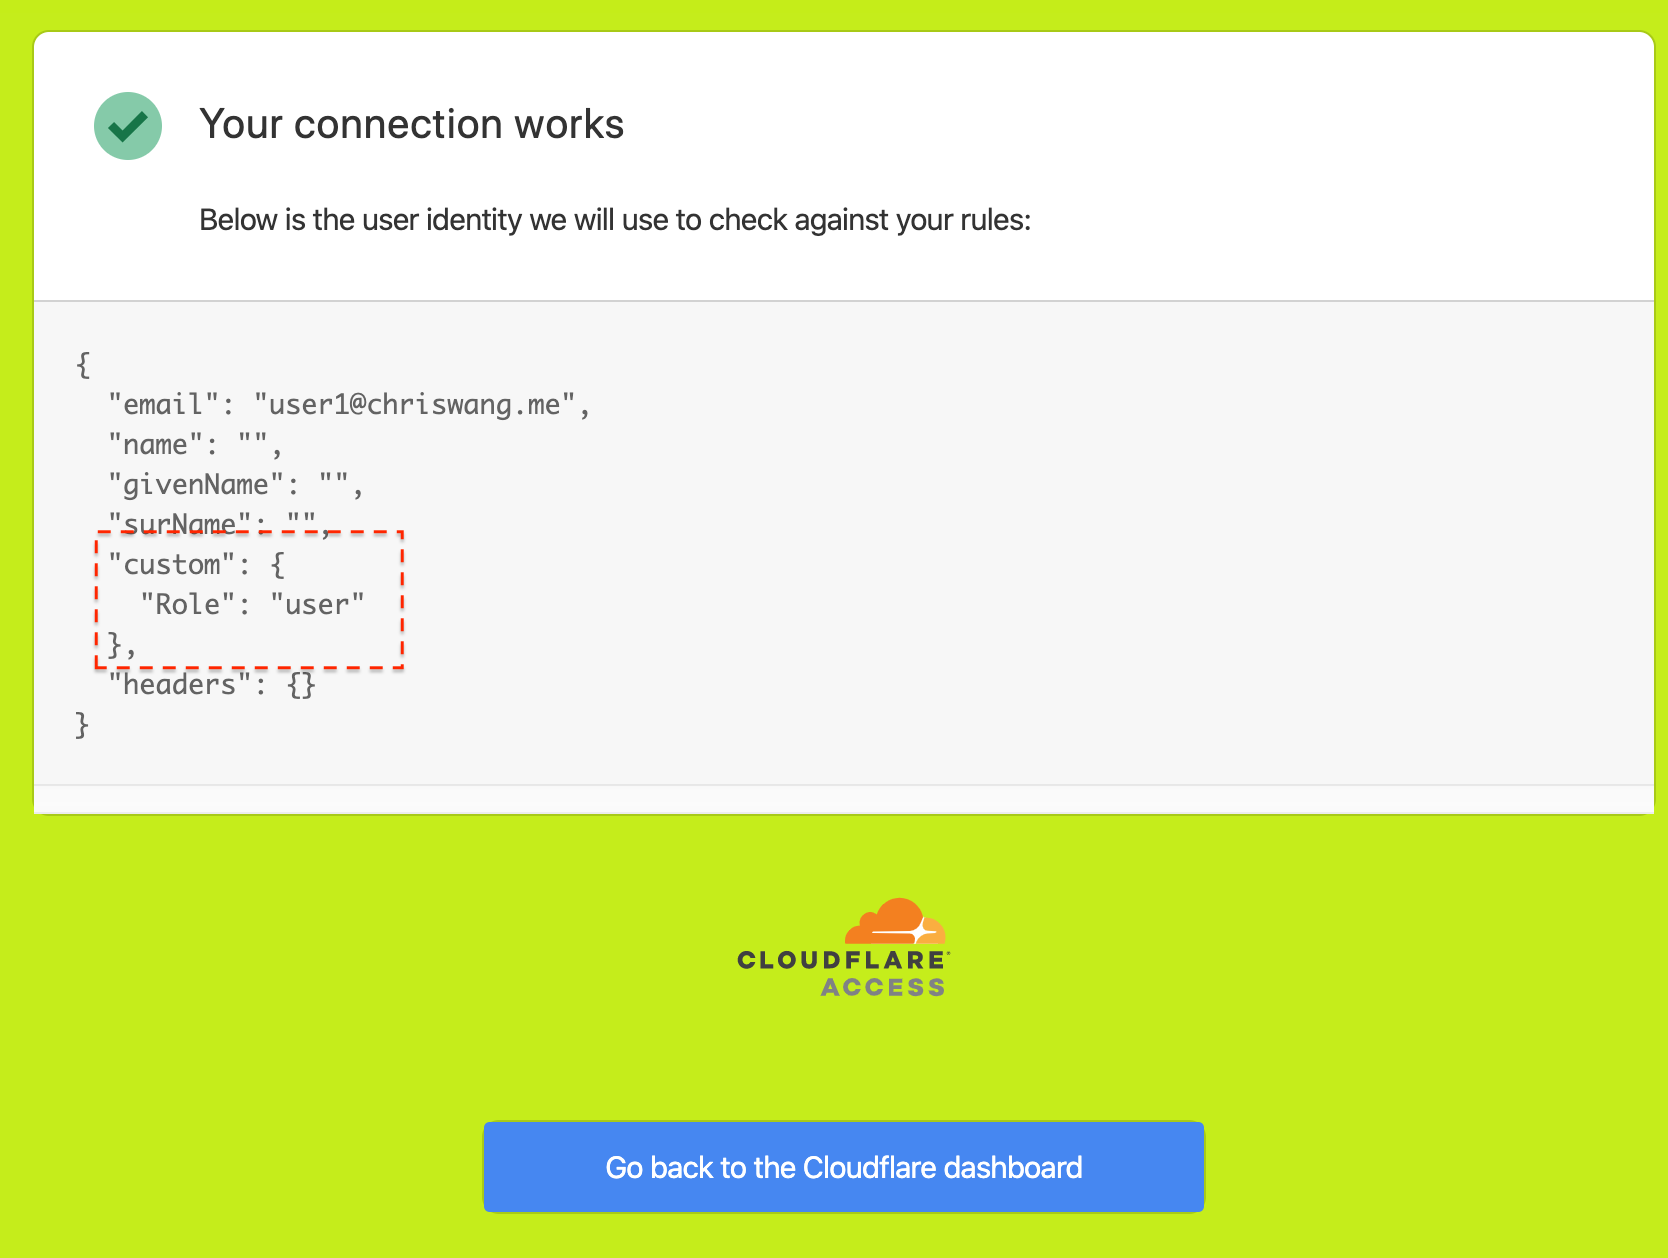 Your connection works
Below is the user identity we will use to check against your rules:
{
"email": "user1@chriswang.me",
"name": "",
"givenName": "",
"surName": "",
"custom": {
"Role": "user"
},
"headers": {}
}
CLOUDFLARE
ACCESS
Go back to the Cloudflare dashboard